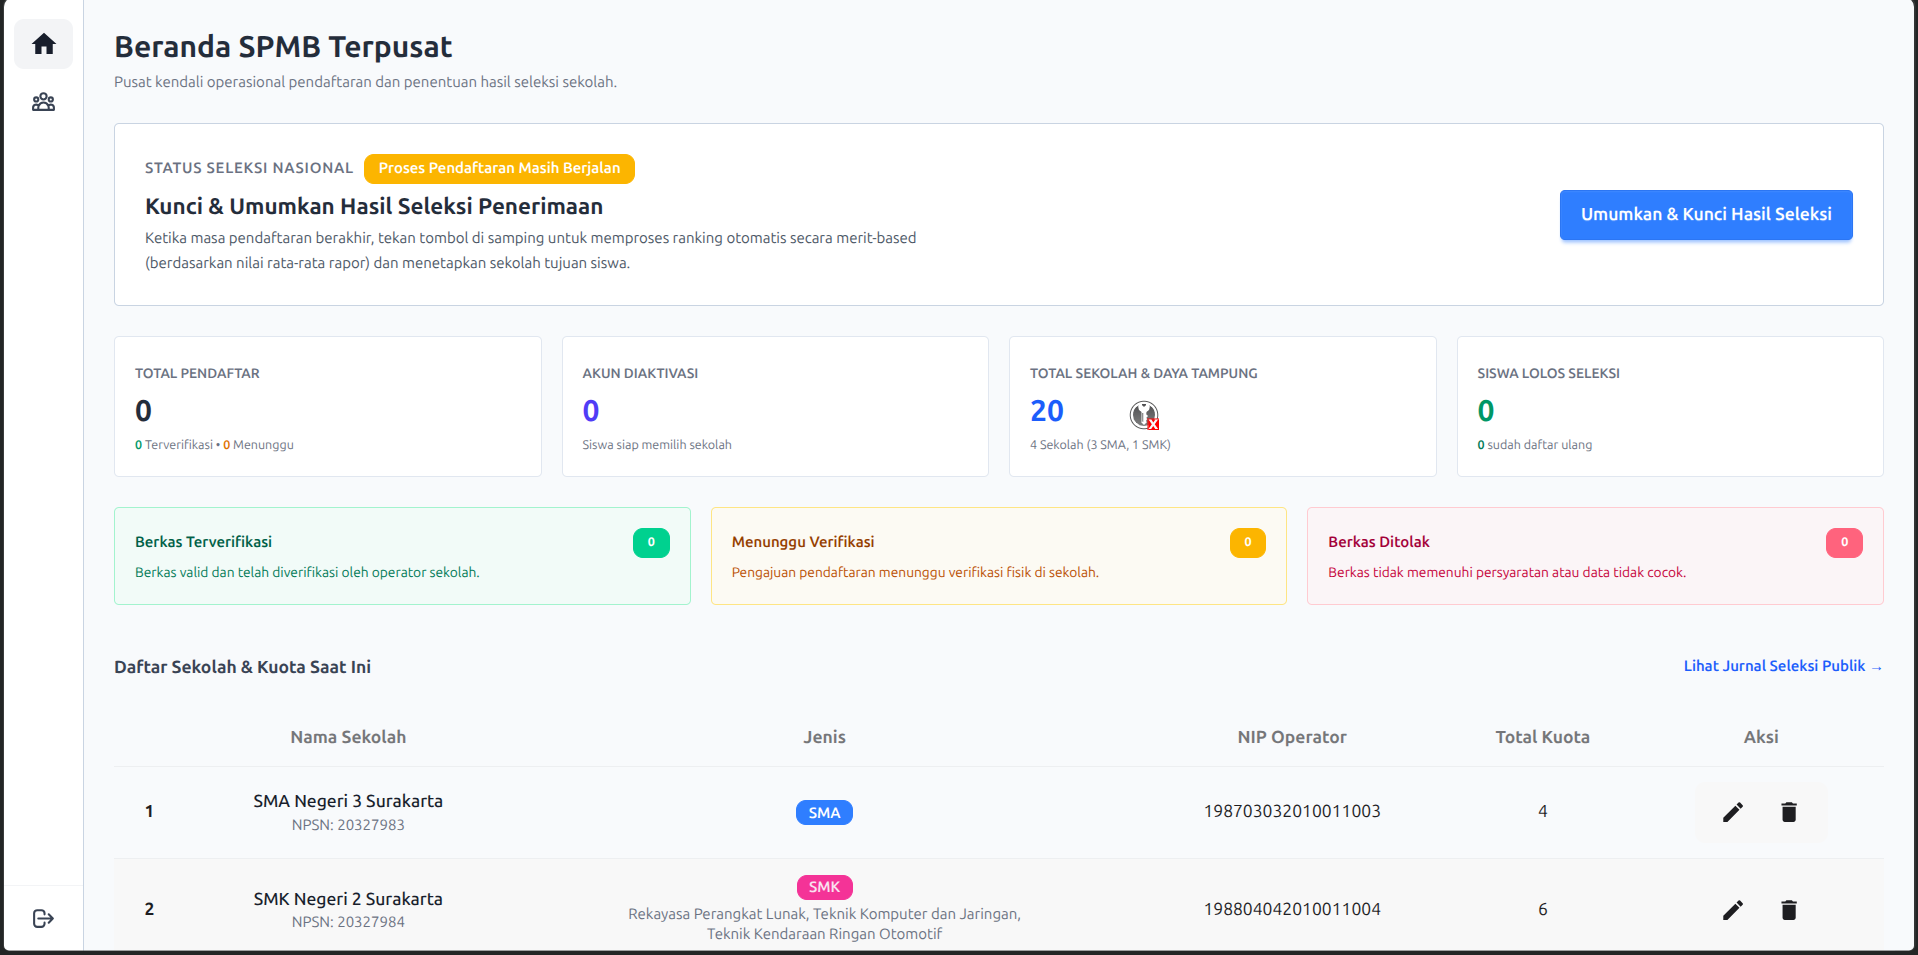 Beranda SPMB Terpusat
Pusat kendali operasional pendaftaran dan penentuan hasil seleksi sekolah.
STATUS SELEKSI NASIONAL Proses Pendaftaran Masih Berjalan
Kunci & Umumkan Hasil Seleksi Penerimaan
Ketika masa pendaftaran berakhir, tekan tombol di samping untuk memproses ranking otomatis secara merit-based
(berdasarkan nilai rata-rata rapor) dan menetapkan sekolah tujuan siswa.
Umumkan & Kunci Hasil Seleksi
TOTAL PENDAFTAR
0
0 Terverifikasi • 0 Menunggu
AKUN DIAKTIVASI
0
Siswa siap memilih sekolah
TOTAL SEKOLAH & DAYA TAMPUNG
20
4 Sekolah (3 SMA, 1 SMK)
SISWA LOLOS SELEKSI
0
0 sudah daftar ulang
Berkas Terverifikasi 0
Berkas valid dan telah diverifikasi oleh operator sekolah.
Menunggu Verifikasi 0
Pengajuan pendaftaran menunggu verifikasi fisik di sekolah.
Berkas Ditolak 0
Berkas tidak memenuhi persyaratan atau data tidak cocok.
Daftar Sekolah & Kuota Saat Ini
Lihat Jurnal Seleksi Publik →
Nama Sekolah Jenis NIP Operator Total Kuota Aksi
1 SMA Negeri 3 Surakarta SMA 198703032010011003 4
NPSN: 20327983
2 SMK Negeri 2 Surakarta SMK 198804042010011004 6
NPSN: 20327984
Rekayasa Perangkat Lunak, Teknik Komputer dan Jaringan,
Teknik Kendaraan Ringan Otomotif